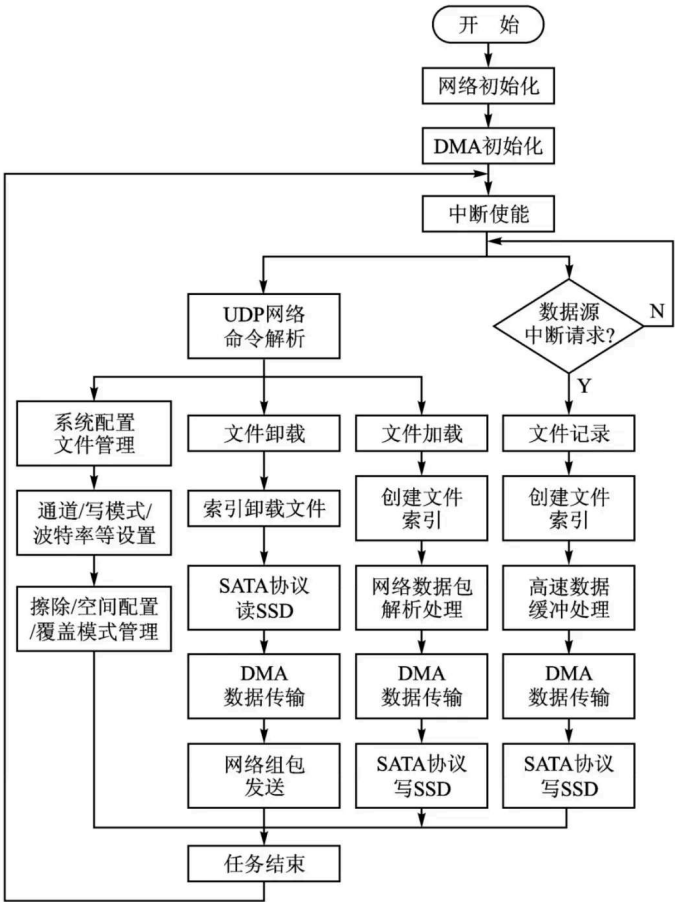 开 始
网络初始化
DMA初始化
中断使能
UDP网络
命令解析
数据源
中断请求?
N
Y
系统配置
文件管理
通道/写模式/
波特率等设置
擦除/空间配置
/覆盖模式管理
文件卸载
索引卸载文件
SATA协议
读SSD
DMA
数据传输
网络组包
发送
文件加载
创建文件
索引
网络数据包
解析处理
DMA
数据传输
SATA协议
写SSD
文件记录
创建文件
索引
高速数据
缓冲处理
DMA
数据传输
SATA协议
写SSD
任务结束